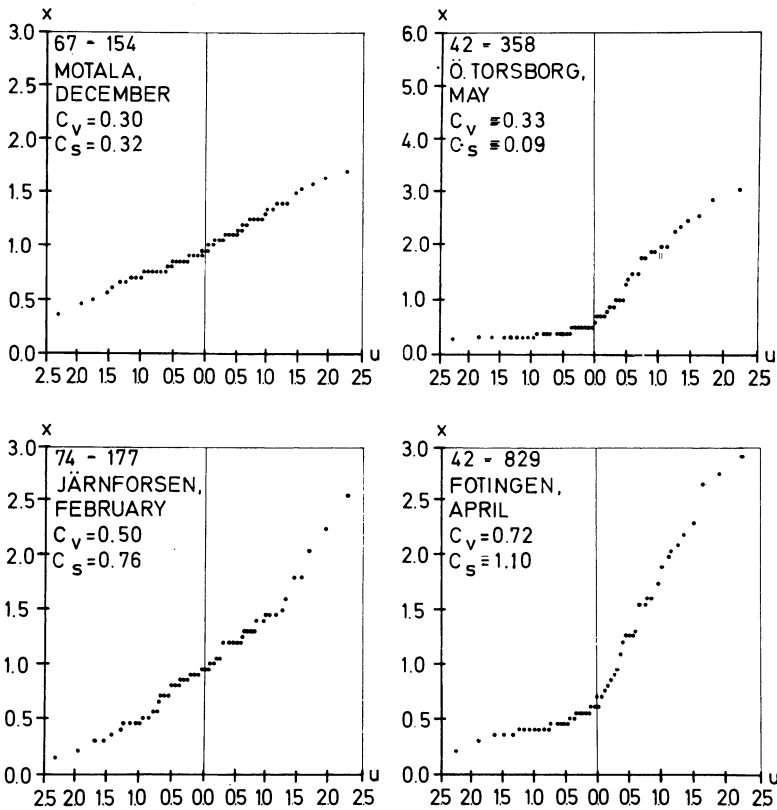 x
3.0
67 - 154
MOTALA,
DECEMBER
C v = 0.30
C s = 0.32
2.5
2.0
1.5
1.0
0.5
0.0
u
2.5 2.0 1.5 1.0 0.5 0.0 0.5 1.0 1.5 2.0 2.5
x
6.0
42 - 358
Ö. TORSBORG,
MAY
C v = 0.33
C s = 0.09
5.0
4.0
3.0
2.0
1.0
0.0
u
2.5 2.0 1.5 1.0 0.5 0.0 0.5 1.0 1.5 2.0 2.5
x
3.0
74 - 177
JÄRNFORSEN,
FEBRUARY
C v = 0.50
C s = 0.76
2.5
2.0
1.5
1.0
0.5
0.0
u
2.5 2.0 1.5 1.0 0.5 0.0 0.5 1.0 1.5 2.0 2.5
x
3.0
42 - 829
FOTINGEN,
APRIL
C v = 0.72
C s = 1.10
2.5
2.0
1.5
1.0
0.5
0.0
u
2.5 2.0 1.5 1.0 0.5 0.0 0.5 1.0 1.5 2.0 2.5